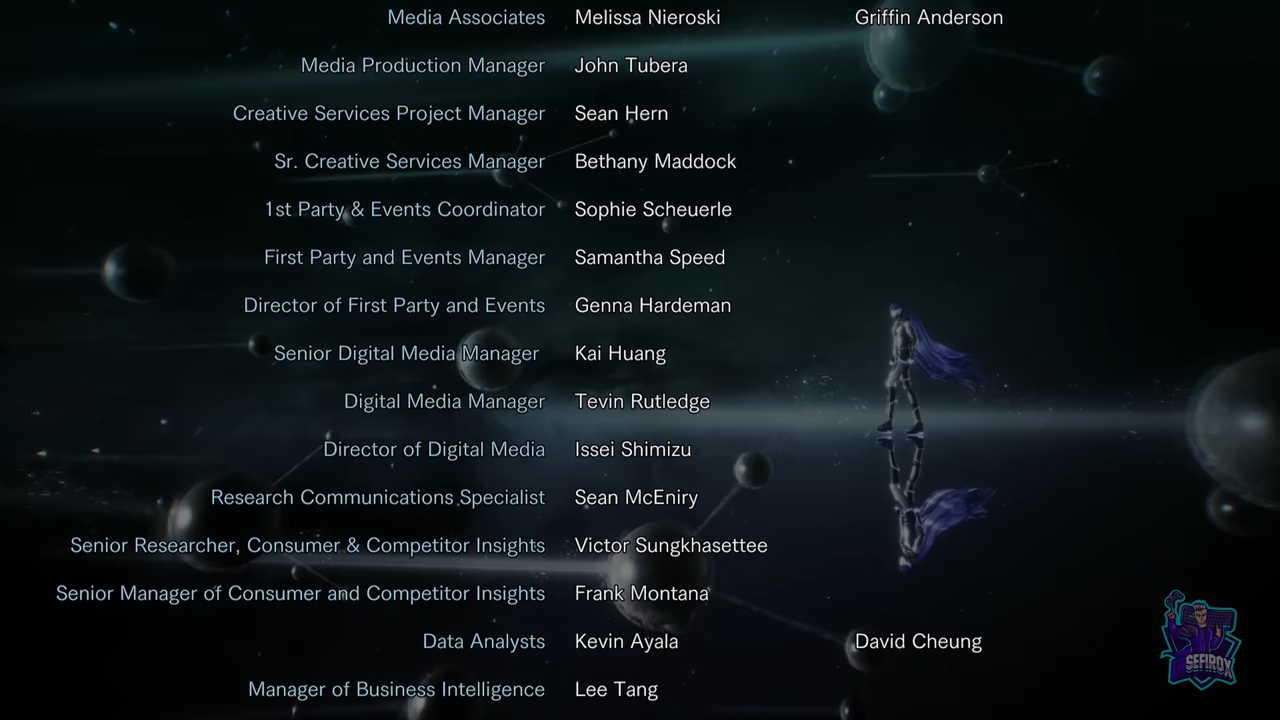 Media Associates Melissa Nieroski Griffin Anderson
Media Production Manager John Tubera
Creative Services Project Manager Sean Hern
Sr. Creative Services Manager Bethany Maddock
1st Party & Events Coordinator Sophie Scheuerle
First Party and Events Manager Samantha Speed
Director of First Party and Events Genna Hardeman
Senior Digital Media Manager Kai Huang
Digital Media Manager Tevin Rutledge
Director of Digital Media Issei Shimizu
Research Communications Specialist Sean McEniry
Senior Researcher, Consumer & Competitor Insights Victor Sungkhasettee
Senior Manager of Consumer and Competitor Insights Frank Montana
Data Analysts Kevin Ayala David Cheung
Manager of Business Intelligence Lee Tang
SEFIROX